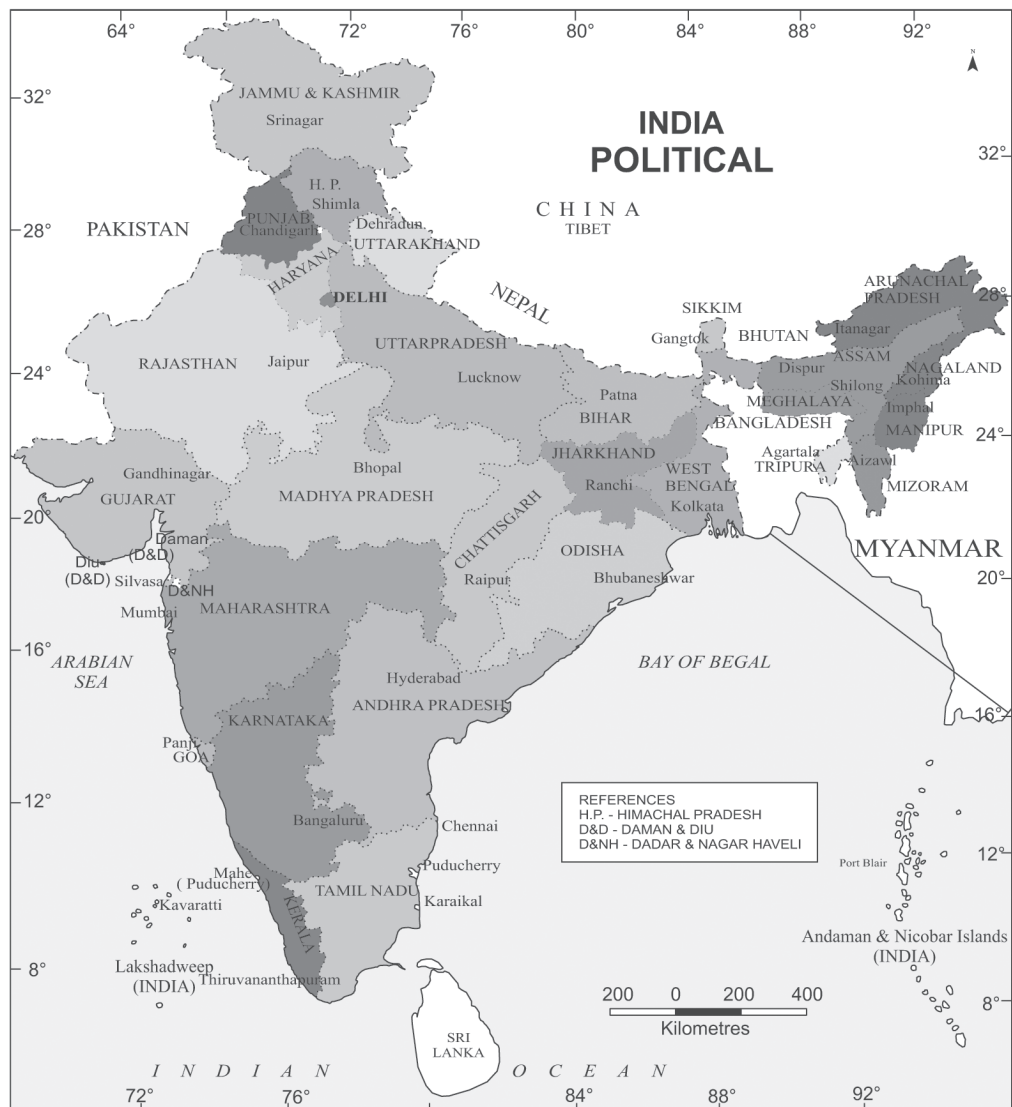 64°
72°
76°
80°
84°
88°
92°
32°
JAMMU & KASHMIR
Srinagar
INDIA
POLITICAL
32°
H. P.
Shimla
PUNJAB
Chandigarh
PAKISTAN
28°
Dehradun
UTTARAKHAND
CHINA
TIBET
HARYANA
DELHI
NEPAL
ARUNACHAL
PRADESH
28°
Itanagar
SIKKIM
Gangtok
BHUTAN
ASSAM
Dispur
NAGALAND
Kohima
Shilong
MEGHALAYA
Imphal
MANIPUR
BANGLADESH
24°
RAJASTHAN
Jaipur
UTTARPRADESH
Lucknow
24°
Patna
BIHAR
Agartala
TRIPURA
Aizawl
MIZORAM
JHARKHAND
Ranchi
WEST
BENGAL
Kolkata
Gandhinagar
GUJARAT
Bhopal
MADHYA PRADESH
20°
CHATTISGARH
Raipur
ODISHA
Bhubaneshwar
MYANMAR
20°
Daman
(D&D)
Diu
(D&D)
Silvasa
D&NH
Mumbai
MAHARASHTRA
16°
ARABIAN
SEA
Hyderabad
ANDHRA PRADESH
BAY OF BEGAL
16°
KARNATAKA
Panji
GOA
12°
Bangaluru
Chennai
REFERENCES
H.P. - HIMACHAL PRADESH
D&D - DAMAN & DIU
D&NH - DADAR & NAGAR HAVELI
Port Blair
12°
Mahe
( Puducherry)
Puducherry
TAMIL NADU
Karaikal
KERALA
Kavaratti
Andaman & Nicobar Islands
(INDIA)
8°
Lakshadweep
(INDIA)
Thiruvananthapuram
200 0 200 400
Kilometres
8°
SRI
LANKA
INDIAN OCEAN
72°
76°
84°
88°
92°